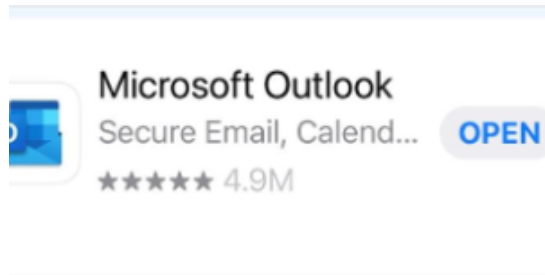 Microsoft Outlook
Secure Email, Calend...
OPEN
★★★★★ 4.9M